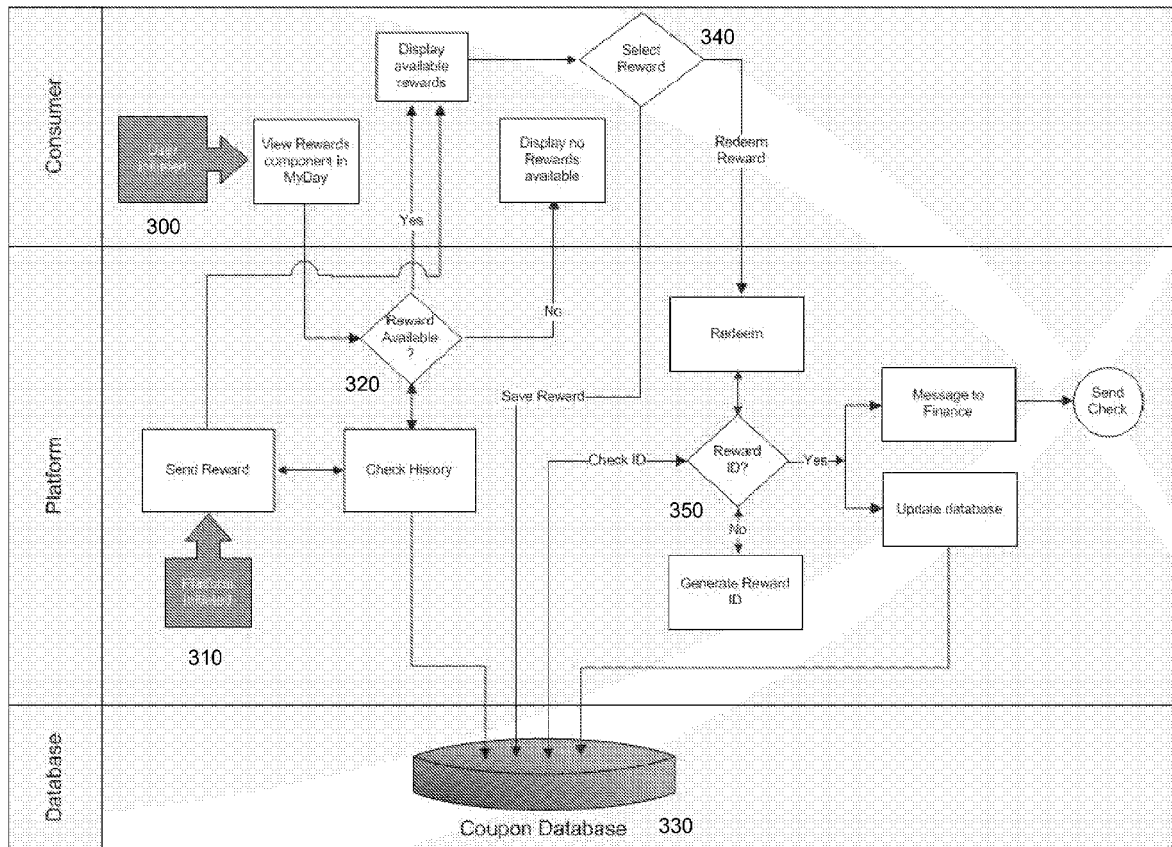 Consumer
Display
available
rewards
Select
Reward
340
View Rewards
component in
MyDay
300
Display no
Rewards
available
Redeem
Reward
Yes
Platform
Reward
Available
?
320
No
Redeem
Save Reward
Message to
Finance
Send
Check
Send Reward
Check History
Check ID
Reward
ID?
350
Yes
Update database
No
Generate Reward
ID
310
Database
Coupon Database
330